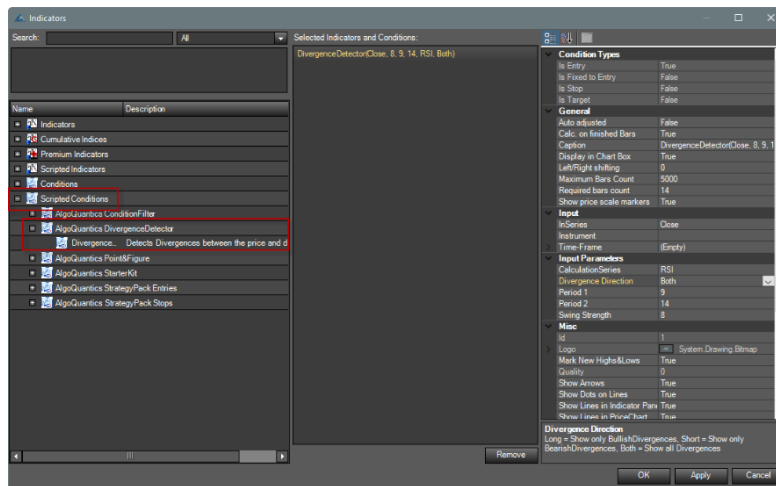 Indicators
Search:
All
Selected Indicators and Conditions:
DivergenceDetector(Close, 8, 9, 14, RSI, Both)
Name Description
Indicators
Cumulative Indices
Premium Indicators
Scripted Indicators
Conditions
Scripted Conditions
AlgoQuantics ConditionFilter
AlgoQuantics DivergenceDetector
Divergence... Detects Divergences between the price and d
AlgoQuantics Point&Figure
AlgoQuantics StarterKit
AlgoQuantics StrategyPack Entries
AlgoQuantics StrategyPack Stops
Remove
Condition Types
Is Entry True
Is Fixed to Entry False
Is Stop False
Is Target False
General
Auto adjusted False
Calc. on finished Bars True
Caption DivergenceDetector(Close, 8, 9, 1
Display in Chart Box True
Left/Right shifting 0
Maximum Bars Count 5000
Required bars count 14
Show price scale markers True
Input
InSeries Close
Instrument
Time-Frame (Empty)
Input Parameters
CalculationSeries RSI
Divergence Direction Both
Period 1 9
Period 2 14
Swing Strength 8
Misc
Id 1
Logo System.Drawing.Bitmap
Mark New Highs&Lows True
Quality 0
Show Arrows True
Show Dots on Lines True
Show Lines in Indicator Pan True
Show Lines in PriceChart True
Divergence Direction
Long = Show only BullishDivergences, Short = Show only
BearishDivergences, Both = Show all Divergences
OK Apply Cancel